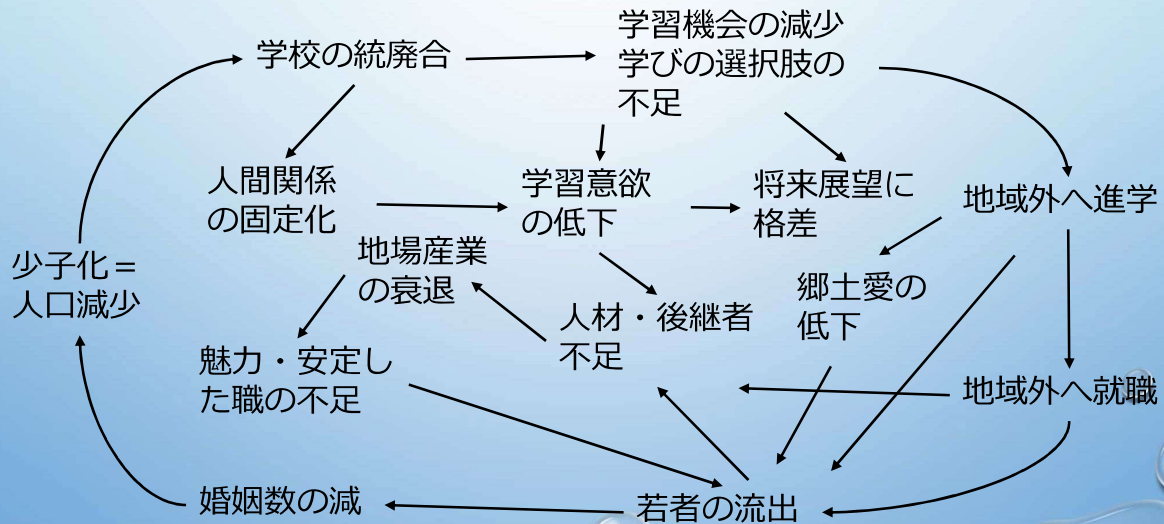 学校の統廃合
学習機会の減少
学びの選択肢の
不足
人間関係
の固定化
学習意欲
の低下
将来展望に
格差
地域外へ進学
少子化＝
人口減少
地場産業
の衰退
郷土愛の
低下
人材・後継者
不足
魅力・安定し
た職の不足
地域外へ就職
婚姻数の減
若者の流出